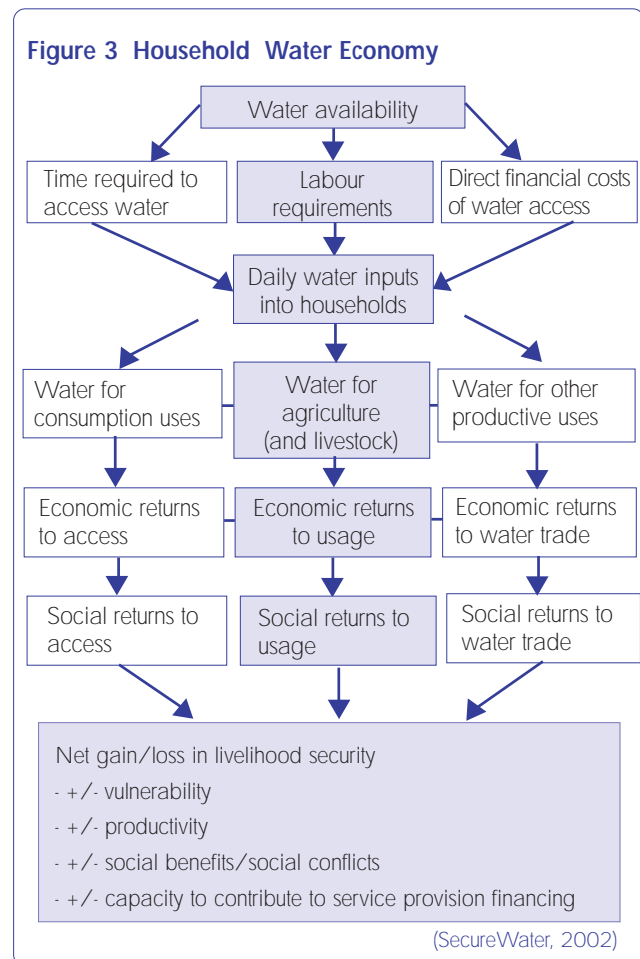 Figure 3 Household Water Economy
Water availability
Time required to
access water
Labour
requirements
Direct financial costs
of water access
Daily water inputs
into households
Water for
consumption uses
Water for
agriculture
(and livestock)
Water for other
productive uses
Economic returns
to access
Economic returns
to usage
Economic returns
to water trade
Social returns to
access
Social returns to
usage
Social returns to
water trade
Net gain/loss in livelihood security
- +/- vulnerability
- +/- productivity
- +/- social benefits/social conflicts
- +/- capacity to contribute to service provision financing
(SecureWater, 2002)